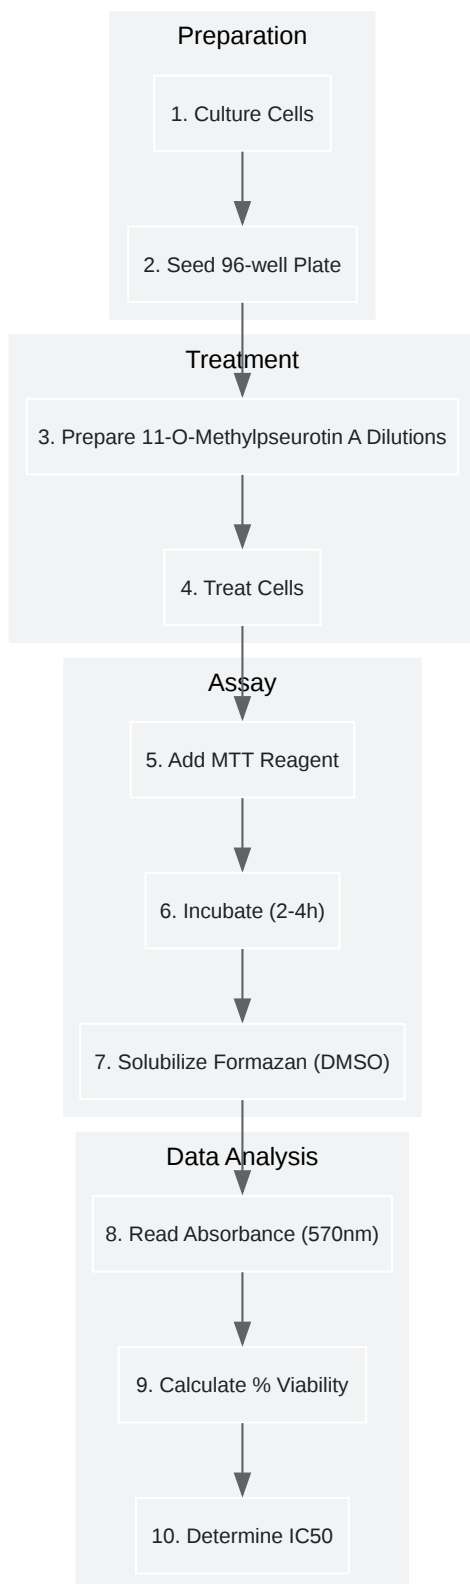 Preparation
1. Culture Cells
2. Seed 96-well Plate
Treatment
3. Prepare 11-O-Methylpseurotin A Dilutions
4. Treat Cells
Assay
5. Add MTT Reagent
6. Incubate (2-4h)
7. Solubilize Formazan (DMSO)
Data Analysis
8. Read Absorbance (570nm)
9. Calculate % Viability
10. Determine IC50